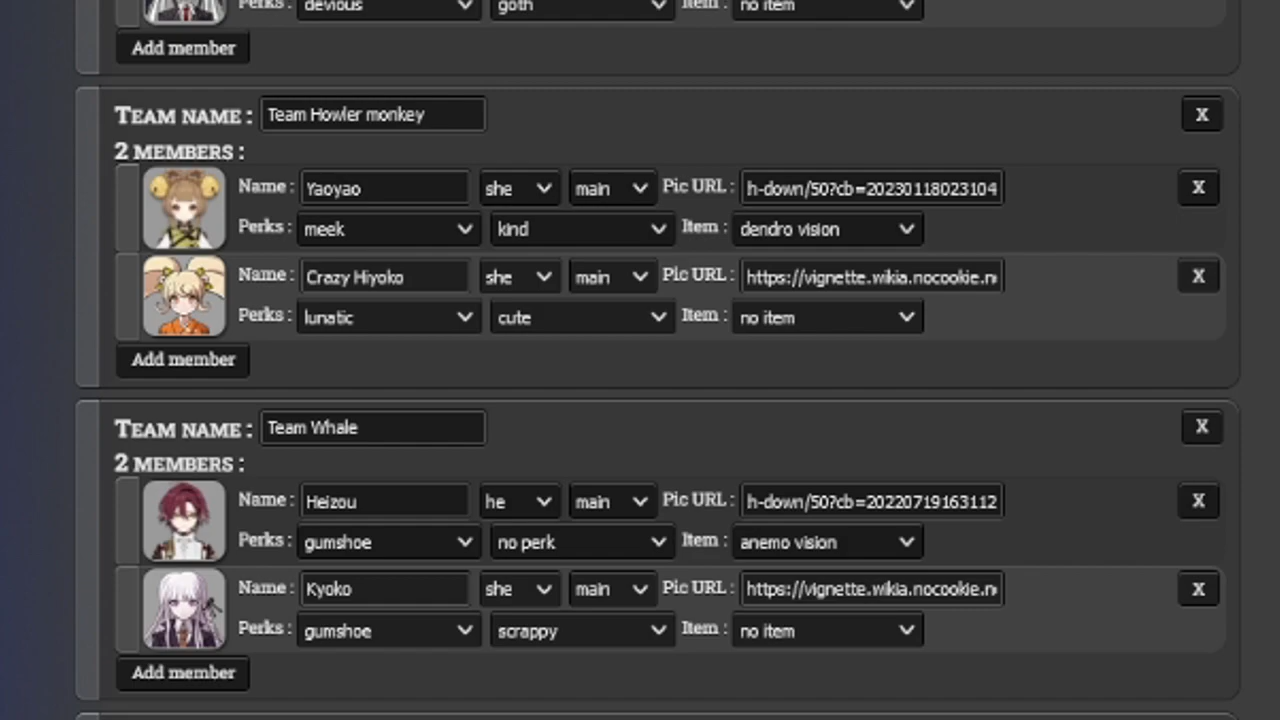 Perks : devious goth Item : no item
Add member
TEAM NAME : Team Howler monkey X
2 MEMBERS :
Name : Yaoyao she main Pic URL : h-down/50?cb=20230118023104 X
Perks : meek kind Item : dendro vision
Name : Crazy Hiyoko she main Pic URL : https://vignette.wikia.nocookie.n X
Perks : lunatic cute Item : no item
Add member
TEAM NAME : Team Whale X
2 MEMBERS :
Name : Heizou he main Pic URL : h-down/50?cb=20220719163112 X
Perks : gumshoe no perk Item : anemo vision
Name : Kyoko she main Pic URL : https://vignette.wikia.nocookie.n X
Perks : gumshoe scrappy Item : no item
Add member